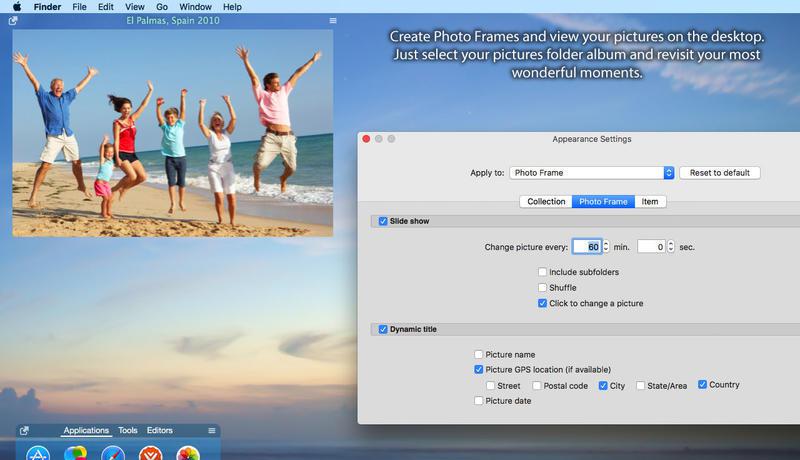 Finder File Edit View Go Window Help
El Palmas, Spain 2010
Create Photo Frames and view your pictures on the desktop.
Just select your pictures folder album and revisit your most
wonderful moments.
Appearance Settings
Apply to: Photo Frame Reset to default
Collection Photo Frame Item
Slide show
Change picture every: 60 min. 0 sec.
Include subfolders
Shuffle
Click to change a picture
Dynamic title
Picture name
Picture GPS location (if available)
Street Postal code City State/Area Country
Picture date
Applications Tools Editors